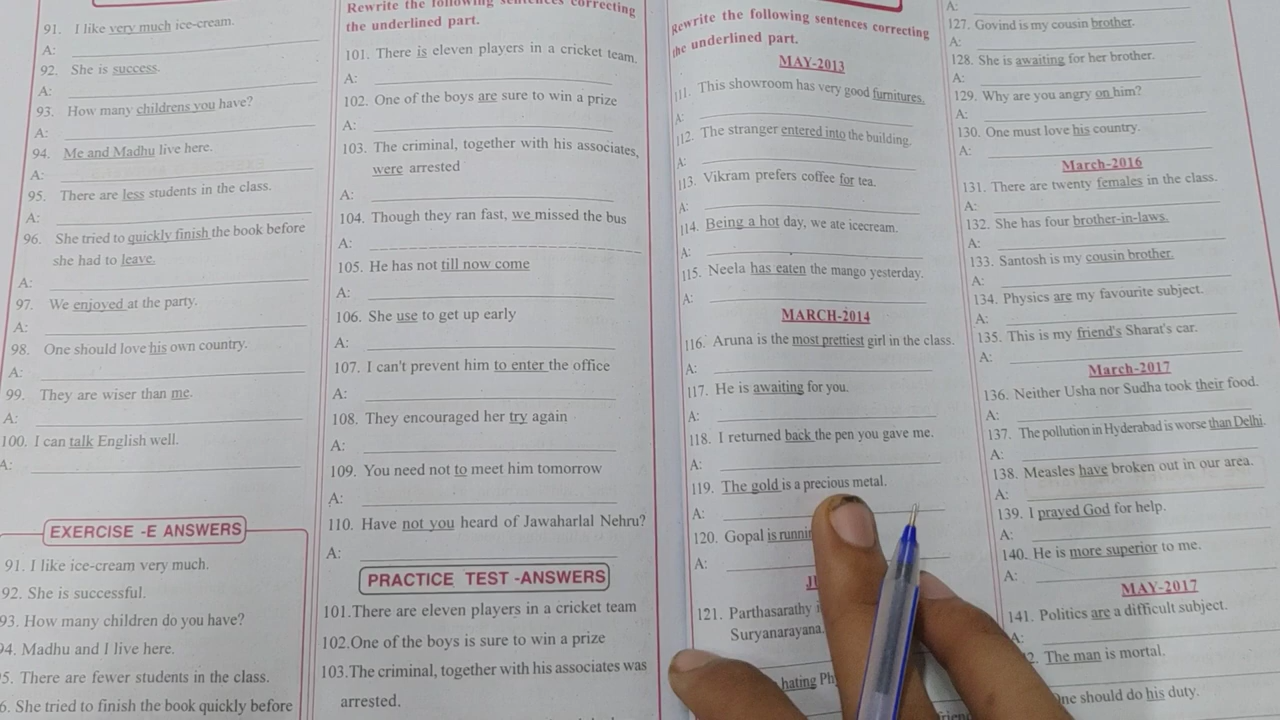 91. I like very much ice-cream.
A:
92. She is success.
A:
93. How many childrens you have?
A:
94. Me and Madhu live here.
A:
95. There are less students in the class.
A:
96. She tried to quickly finish the book before
she had to leave.
A:
97. We enjoyed at the party.
A:
98. One should love his own country.
A:
99. They are wiser than me.
A:
100. I can talk English well.
A:
EXERCISE -E ANSWERS
91. I like ice-cream very much.
92. She is successful.
93. How many children do you have?
94. Madhu and I live here.
5. There are fewer students in the class.
6. She tried to finish the book quickly before
Rewrite the following sentences correcting
the underlined part.
101. There is eleven players in a cricket team.
A:
102. One of the boys are sure to win a prize
A:
103. The criminal, together with his associates,
were arrested
A:
104. Though they ran fast, we missed the bus
A:
105. He has not till now come
A:
106. She use to get up early
A:
107. I can't prevent him to enter the office
A:
108. They encouraged her try again
A:
109. You need not to meet him tomorrow
A:
110. Have not you heard of Jawaharlal Nehru?
A:
PRACTICE TEST -ANSWERS
101.There are eleven players in a cricket team
102.One of the boys is sure to win a prize
103.The criminal, together with his associates was
arrested.
Rewrite the following sentences correcting
the underlined part.
MAY-2013
111. This showroom has very good furnitures.
A:
112. The stranger entered into the building.
A:
113. Vikram prefers coffee for tea.
A:
114. Being a hot day, we ate icecream.
A:
115. Neela has eaten the mango yesterday.
A:
MARCH-2014
116. Aruna is the most prettiest girl in the class.
A:
117. He is awaiting for you.
A:
118. I returned back the pen you gave me.
A:
119. The gold is a precious metal.
A:
120. Gopal is runnin
A:
121. Parthasarathy
Suryanarayana.
hating
A:
127. Govind is my cousin brother.
A:
128. She is awaiting for her brother.
A:
129. Why are you angry on him?
A:
130. One must love his country.
A:
March-2016
131. There are twenty females in the class.
A:
132. She has four brother-in-laws.
A:
133. Santosh is my cousin brother.
A:
134. Physics are my favourite subject.
A:
135. This is my friend's Sharat's car.
A:
March-2017
136. Neither Usha nor Sudha took their food.
A:
137. The pollution in Hyderabad is worse than Delhi.
A:
138. Measles have broken out in our area.
A:
139. I prayed God for help.
A:
140. He is more superior to me.
A:
MAY-2017
141. Politics are a difficult subject.
A:
2. The man is mortal.
One should do his duty.